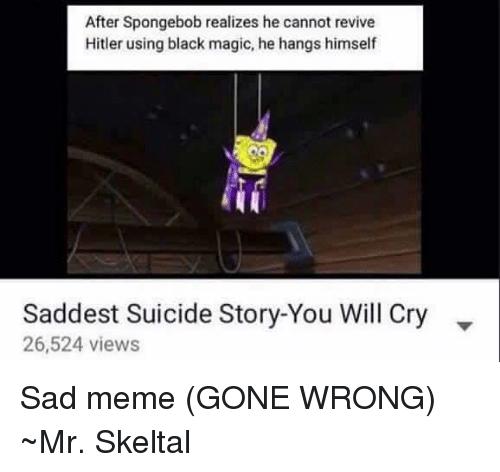 After Spongebob realizes he cannot revive
Hitler using black magic, he hangs himself
Saddest Suicide Story-You Will Cry
26,524 views
Sad meme (GONE WRONG)
~Mr. Skeltal